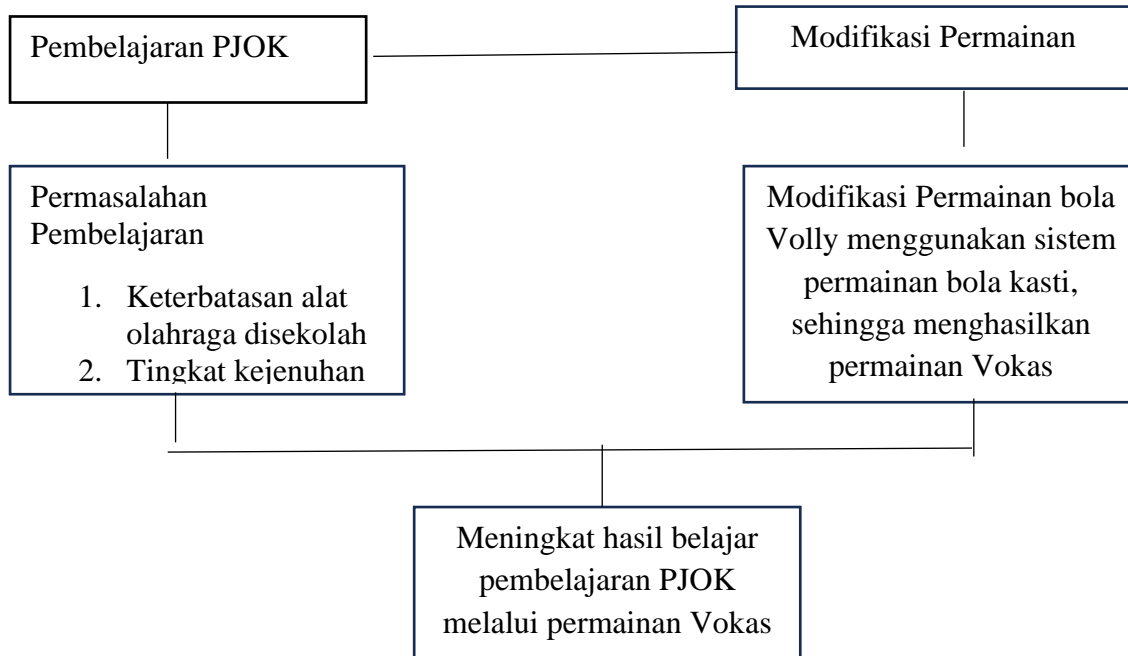 Pembelajaran PJOK
Modifikasi Permainan
Permasalahan
Pembelajaran
1. Keterbatasan alat
olahraga disekolah
2. Tingkat kejenuhan
Modifikasi Permainan bola
Volly menggunakan sistem
permainan bola kasti,
sehingga menghasilkan
permainan Vokas
Meningkat hasil belajar
pembelajaran PJOK
melalui permainan Vokas